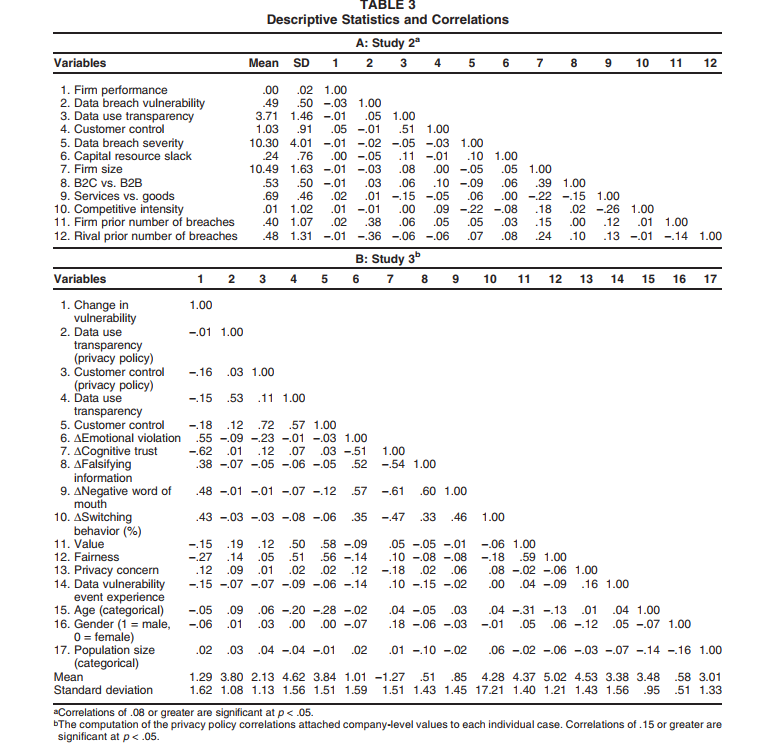 TABLE 3
Descriptive Statistics and Correlations
A: Study 2a
Variables Mean SD 1 2 3 4 5 6 7 8 9 10 11 12
1. Firm performance .00 .02 1.00
2. Data breach vulnerability .49 .50 –.03 1.00
3. Data use transparency 3.71 1.46 –.01 .05 1.00
4. Customer control 1.03 .91 .05 –.01 .51 1.00
5. Data breach severity 10.30 4.01 –.01 –.02 –.05 –.03 1.00
6. Capital resource slack .24 .76 .00 –.05 .11 –.01 .10 1.00
7. Firm size 10.49 1.63 –.01 –.03 .08 .00 –.05 .05 1.00
8. B2C vs. B2B .53 .50 –.01 .03 .06 .10 –.09 .06 .39 1.00
9. Services vs. goods .69 .46 .02 .01 –.15 –.05 .06 .00 –.22 –.15 1.00
10. Competitive intensity .01 1.02 .01 –.01 .00 .09 –.22 –.08 .18 .02 –.26 1.00
11. Firm prior number of breaches .40 1.07 .02 .38 .06 .05 .05 .03 .15 .00 .12 .01 1.00
12. Rival prior number of breaches .48 1.31 –.01 –.36 –.06 –.06 .07 .08 .24 .10 .13 –.01 –.14 1.00
B: Study 3b
Variables 1 2 3 4 5 6 7 8 9 10 11 12 13 14 15 16 17
1. Change in 1.00
vulnerability
2. Data use –.01 1.00
transparency
(privacy policy)
3. Customer control –.16 .03 1.00
(privacy policy)
4. Data use –.15 .53 .11 1.00
transparency
5. Customer control –.18 .12 .72 .57 1.00
6. ΔEmotional violation .55 –.09 –.23 –.01 –.03 1.00
7. ΔCognitive trust –.62 .01 .12 .07 .03 –.51 1.00
8. ΔFalsifying .38 –.07 –.05 –.06 –.05 .52 –.54 1.00
information
9. ΔNegative word of .48 –.01 –.01 –.07 –.12 .57 –.61 .60 1.00
mouth
10. ΔSwitching .43 –.03 –.03 –.08 –.06 .35 –.47 .33 .46 1.00
behavior (%)
11. Value –.15 .19 .12 .50 .58 –.09 .05 –.05 –.01 –.06 1.00
12. Fairness –.27 .14 .05 .51 .56 –.14 .10 –.08 –.08 –.18 .59 1.00
13. Privacy concern .12 .09 .01 .02 .02 .12 –.18 .02 .06 .08 –.02 –.06 1.00
14. Data vulnerability –.15 –.07 –.07 –.09 –.06 –.14 .10 –.15 –.02 .00 .04 –.09 .16 1.00
event experience
15. Age (categorical) –.05 .09 .06 –.20 –.28 –.02 .04 –.05 .03 .04 –.31 –.13 .01 .04 1.00
16. Gender (1 = male, –.06 .01 .03 .00 .00 –.07 .18 –.06 –.03 –.01 .05 .06 –.12 .05 –.07 1.00
0 = female)
17. Population size .02 .03 .04 –.04 –.01 .02 .01 –.10 –.02 .06 –.02 –.06 –.03 –.07 –.14 –.16 1.00
(categorical)
Mean 1.29 3.80 2.13 4.62 3.84 1.01 –1.27 .51 .85 4.28 4.37 5.02 4.53 3.38 3.48 .58 3.01
Standard deviation 1.62 1.08 1.13 1.56 1.51 1.59 1.51 1.43 1.45 17.21 1.40 1.21 1.43 1.56 .95 .51 1.33
aCorrelations of .08 or greater are significant at p < .05.
bThe computation of the privacy policy correlations attached company-level values to each individual case. Correlations of .15 or greater are
significant at p < .05.